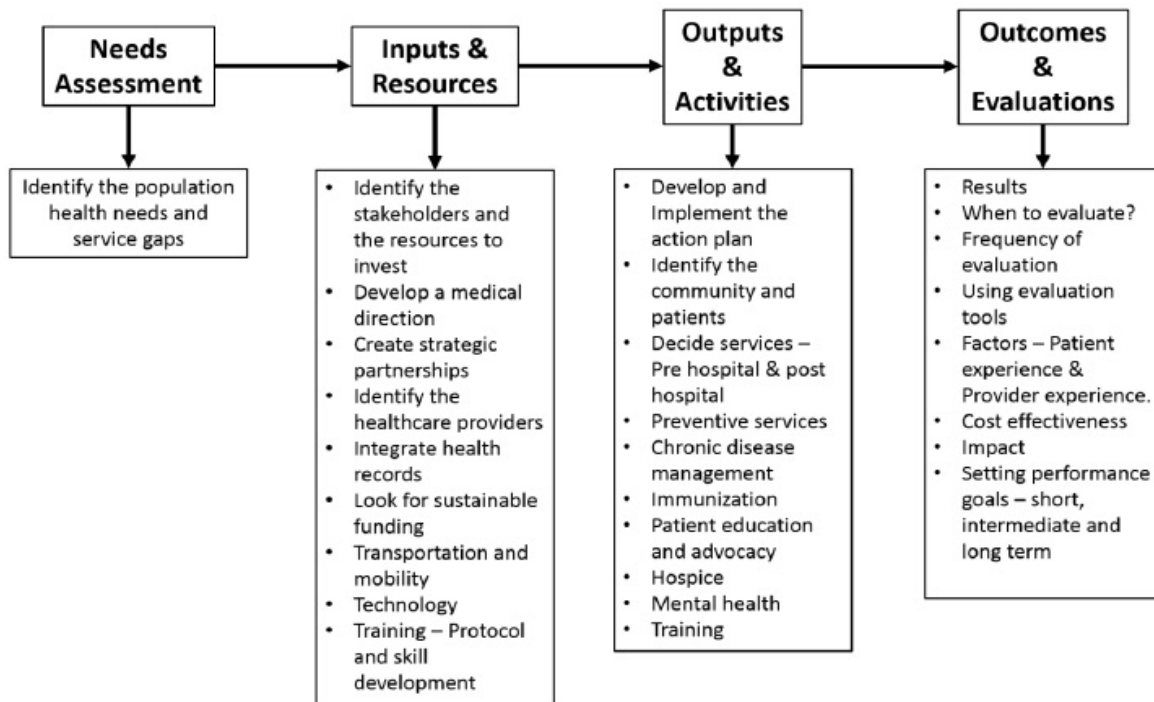 Needs
Assessment
Inputs &
Resources
Outputs
&
Activities
Outcomes
&
Evaluations
Identify the population
health needs and
service gaps
• Identify the
stakeholders and
the resources to
invest
• Develop a medical
direction
• Create strategic
partnerships
• Identify the
healthcare providers
• Integrate health
records
• Look for sustainable
funding
• Transportation and
mobility
• Technology
• Training – Protocol
and skill
development
• Develop and
Implement the
action plan
• Identify the
community and
patients
• Decide services –
Pre hospital & post
hospital
• Preventive services
• Chronic disease
management
• Immunization
• Patient education
and advocacy
• Hospice
• Mental health
• Training
• Results
• When to evaluate?
• Frequency of
evaluation
• Using evaluation
tools
• Factors – Patient
experience &
Provider experience.
• Cost effectiveness
• Impact
• Setting performance
goals – short,
intermediate and
long term